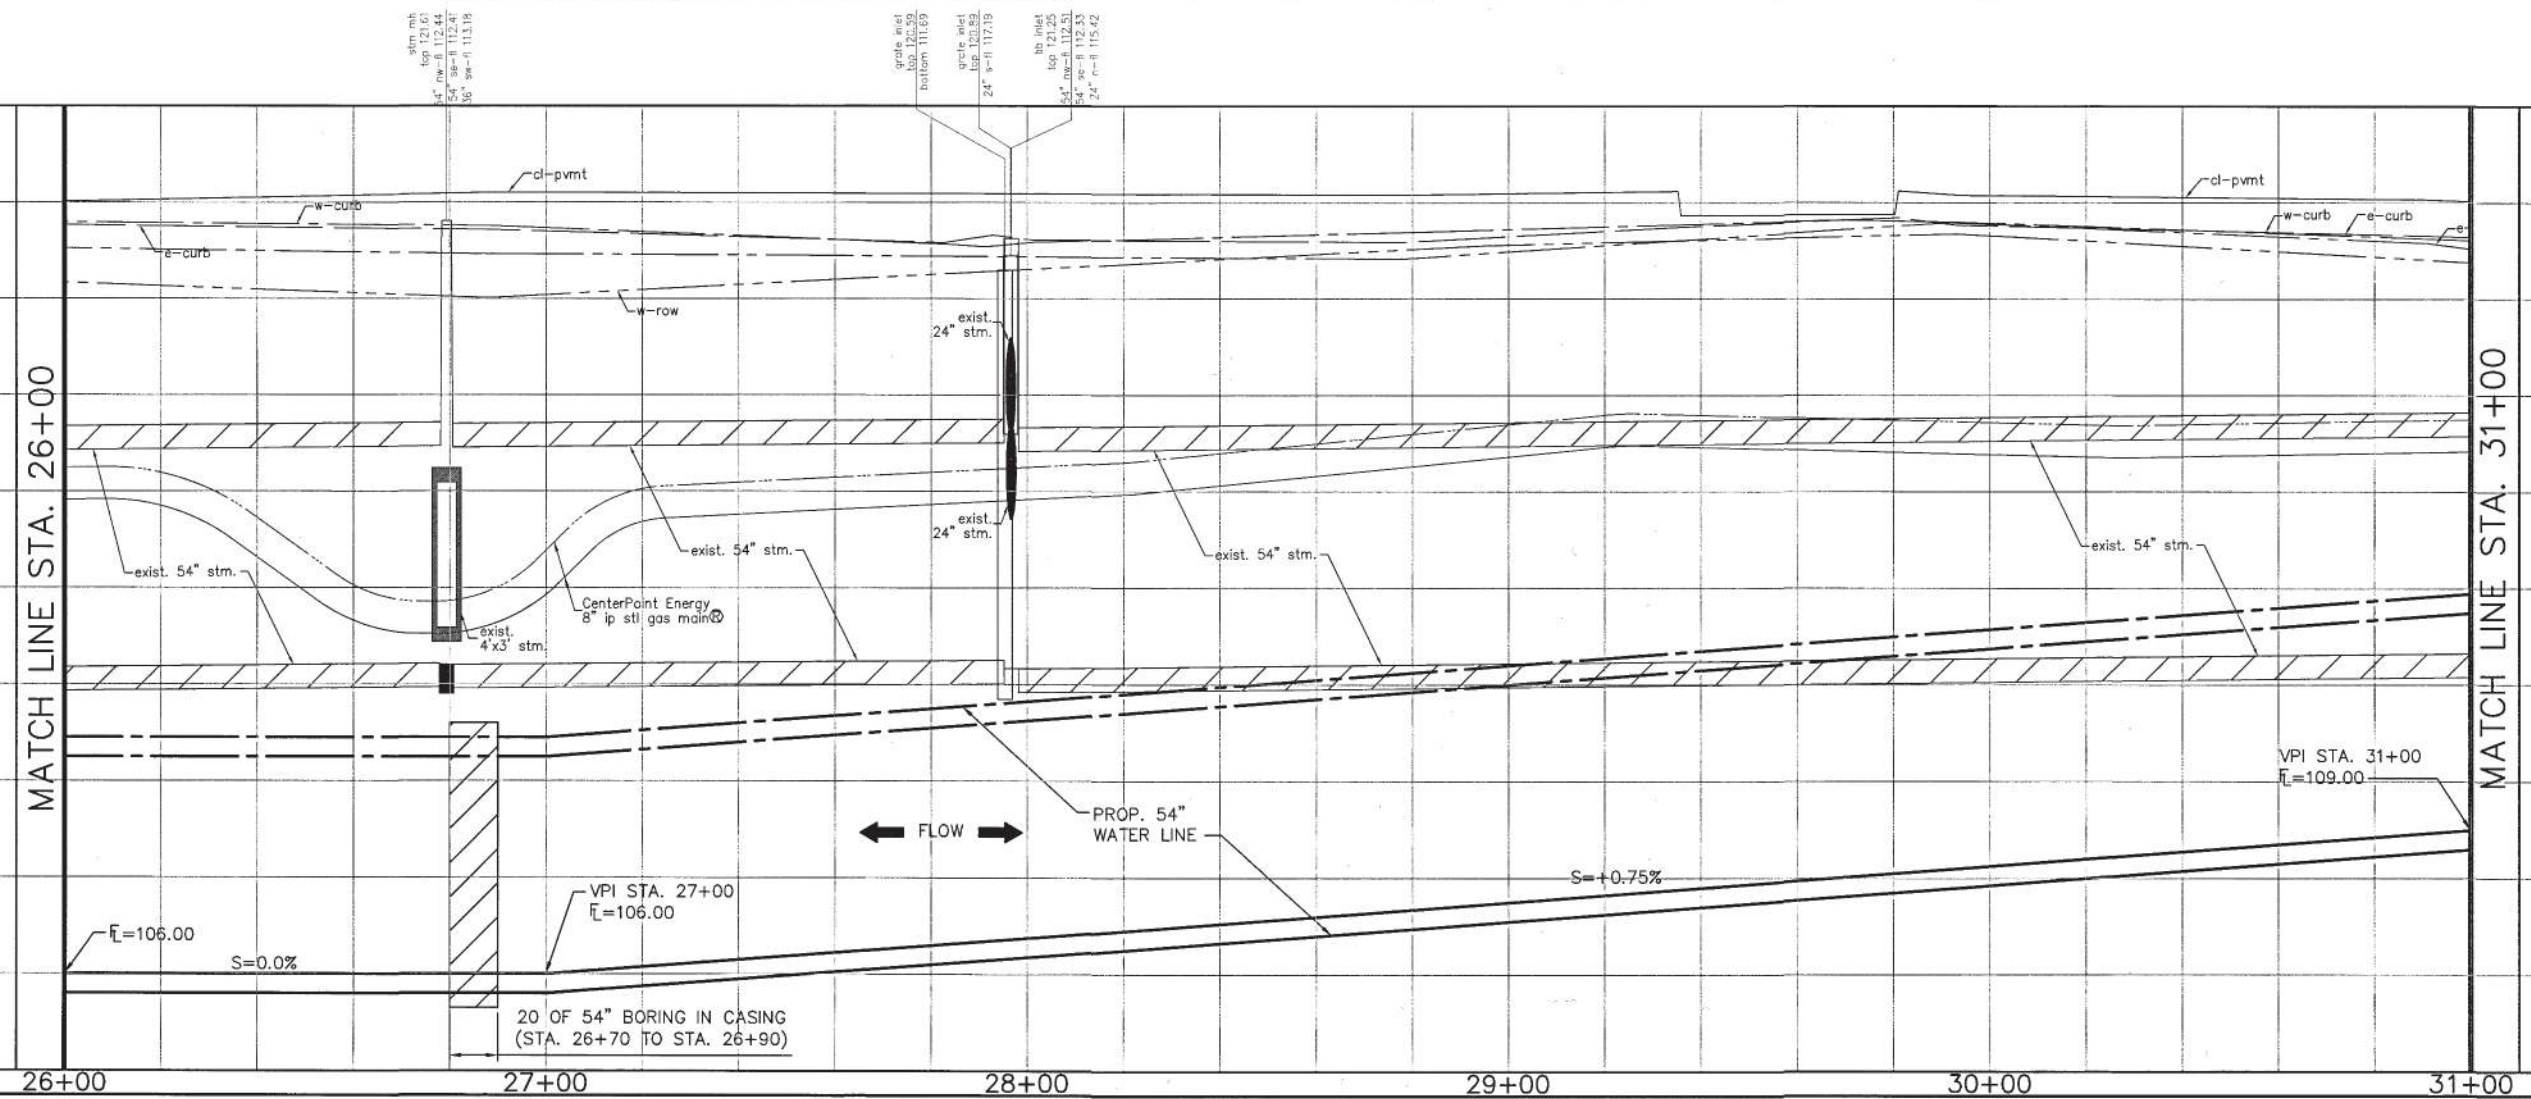 stm mh
top 121.61
54" nw-fl 112.44
54" se-fl 112.41
36" sw-fl 113.18
grate inlet
top 120.59
bottom 111.69
grate inlet
top 120.89
24" s-fl 117.19
bb inlet
top 121.25
54" nw-fl 112.51
54" se-fl 112.33
24" n-fl 115.42
cl-pvmt
cl-pvmt
w-curb
w-curb
e-curb
e-
e-curb
w-row
exist.
24" stm.
MATCH LINE STA. 26+00
MATCH LINE STA. 31+00
exist.
24" stm.
exist. 54" stm.
exist. 54" stm.
exist. 54" stm.
exist. 54" stm.
CenterPoint Energy
8" ip stl gas main®
exist.
4'x3' stm.
VPI STA. 31+00
FL=109.00
PROP. 54"
WATER LINE
FLOW
S=+0.75%
VPI STA. 27+00
FL=106.00
FL=106.00
S=0.0%
20 OF 54" BORING IN CASING
(STA. 26+70 TO STA. 26+90)
26+00
27+00
28+00
29+00
30+00
31+00